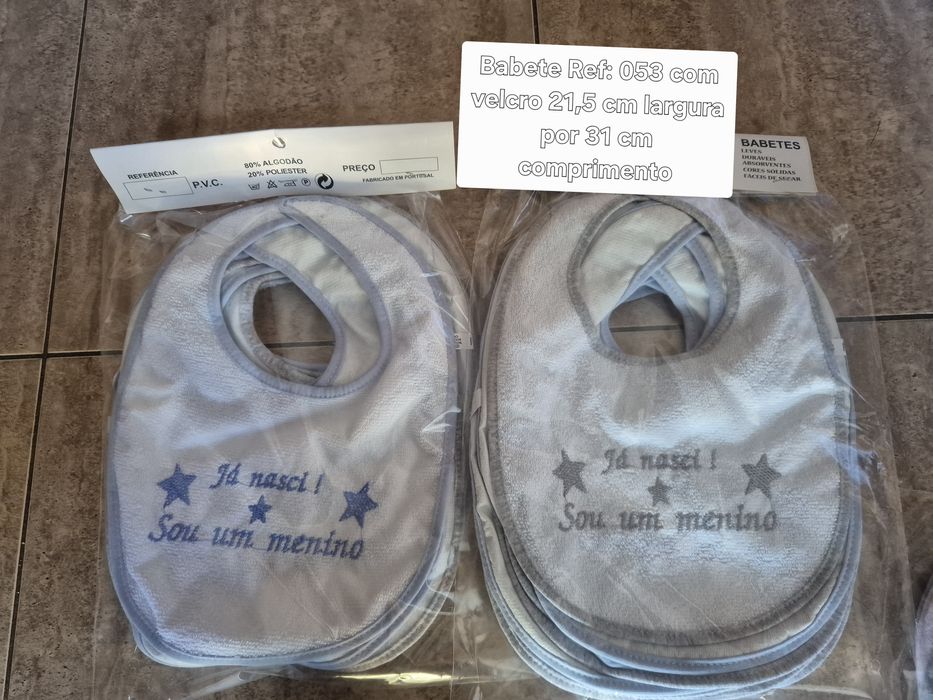 Babete Ref: 053 com
velcro 21,5 cm largura
por 31 cm
comprimento
REFERÊNCIA
P.V.C.
80% ALGODÃO
20% POLIESTER
PREÇO
FABRICADO EM PORTUGAL
BABETES
LEVES
DURÁVEIS
ABSORVENTES
CORES SÓLIDAS
FÁCEIS DE SECAR
Já nasci !
Sou um menino
Já nasci !
Sou um menino